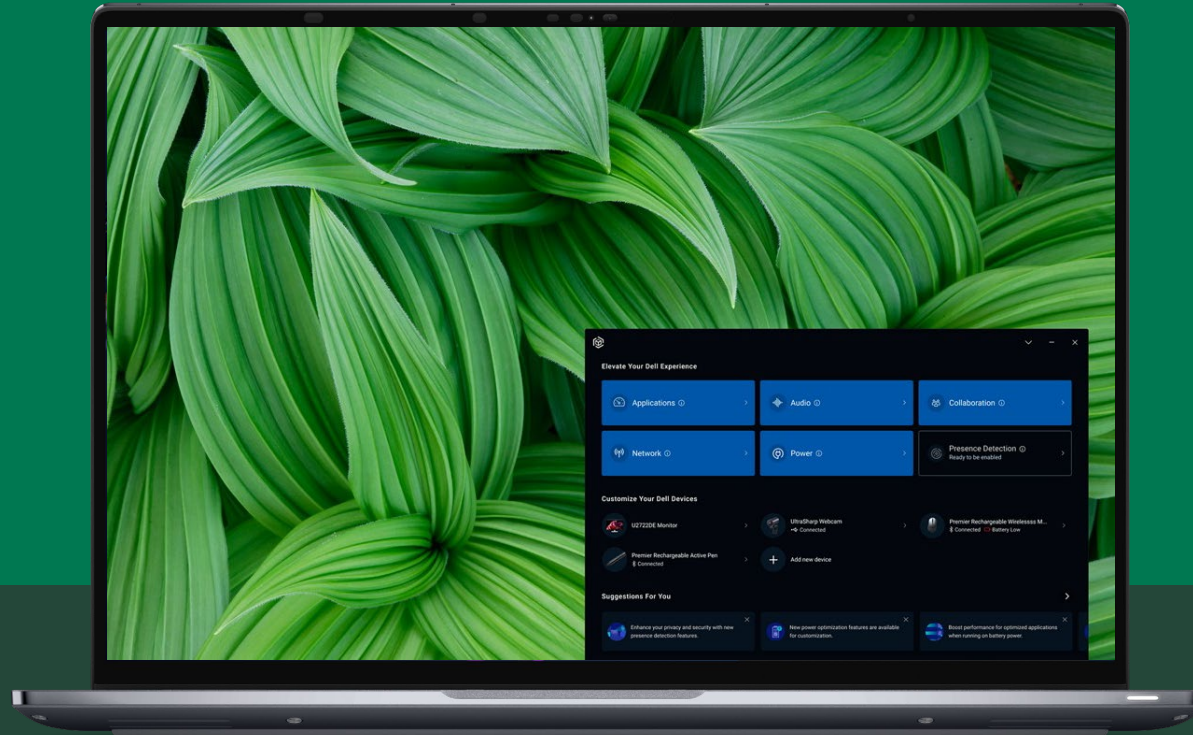 Elevate Your Dell Experience
Applications
Audio
Collaboration
Network
Power
Presence Detection
Ready to be enabled
Customize Your Dell Devices
U2722DE Monitor
UltraSharp Webcam
Connected
Premier Rechargeable Wirelessss M...
Connected Battery Low
Premier Rechargeable Active Pen
Connected
Add new device
Suggestions For You
Enhance your privacy and security with new
presence detection features.
New power optimization features are available
for customization.
Boost performance for optimized applications
when running on battery power.